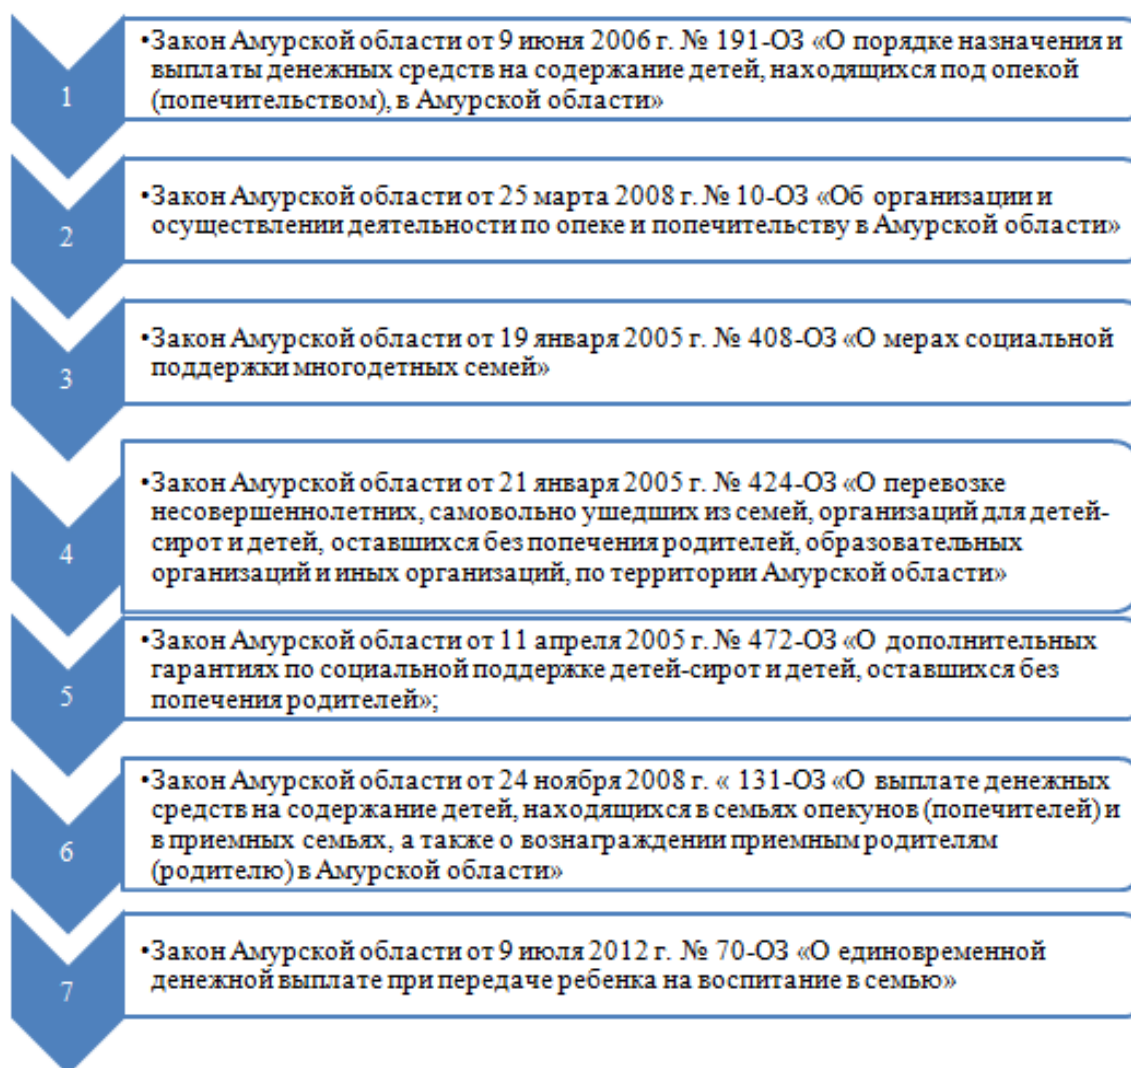 1
•Закон Амурской области от 9 июня 2006 г. № 191-ОЗ «О порядке назначения и
выплаты денежных средств на содержание детей, находящихся под опекой
(попечительством), в Амурской области»
2
•Закон Амурской области от 25 марта 2008 г. № 10-ОЗ «Об организации и
осуществлении деятельности по опеке и попечительству в Амурской области»
3
•Закон Амурской области от 19 января 2005 г. № 408-ОЗ «О мерах социальной
поддержки многодетных семей»
4
•Закон Амурской области от 21 января 2005 г. № 424-ОЗ «О перевозке
несовершеннолетних, самовольно ушедших из семей, организаций для детей-
сирот и детей, оставшихся без попечения родителей, образовательных
организаций и иных организаций, по территории Амурской области»
5
•Закон Амурской области от 11 апреля 2005 г. № 472-ОЗ «О дополнительных
гарантиях по социальной поддержке детей-сирот и детей, оставшихся без
попечения родителей»;
6
•Закон Амурской области от 24 ноября 2008 г. « 131-ОЗ «О выплате денежных
средств на содержание детей, находящихся в семьях опекунов (попечителей) и
в приемных семьях, а также о вознаграждении приемным родителям
(родителю) в Амурской области»
7
•Закон Амурской области от 9 июля 2012 г. № 70-ОЗ «О единовременной
денежной выплате при передаче ребенка на воспитание в семью»